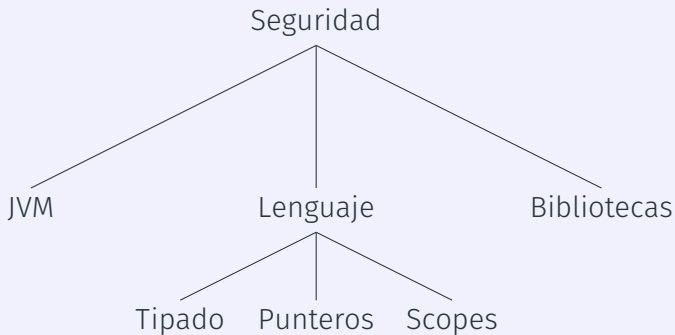 Seguridad
JVM Lenguaje Bibliotecas
Tipado Punteros Scopes